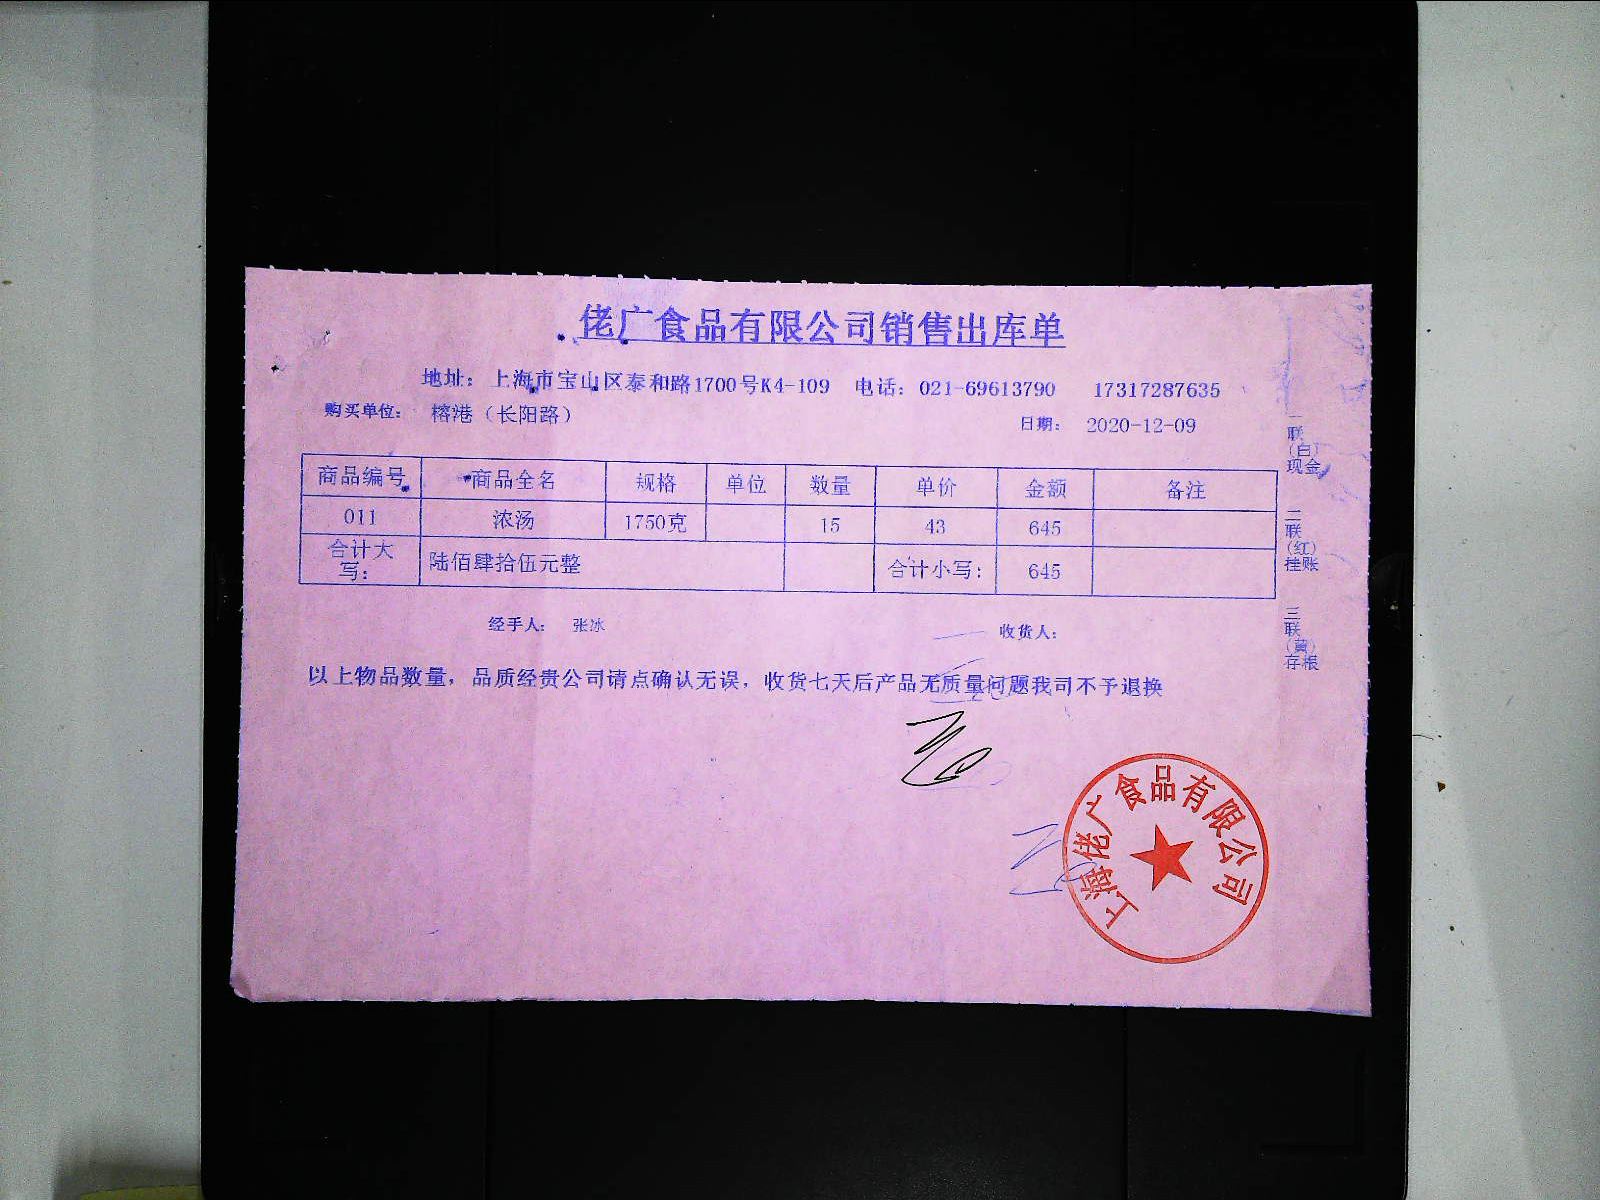 佬广食品有限公司销售出库单
地址：上海市宝山区泰和路1700号K4-109 电话：021-69613790 17317287635
购买单位：榕港（长阳路） 日期：2020-12-09
商品编号 商品全名 规格 单位 数量 单价 金额 备注
011 浓汤 1750克 15 43 645
合计大写： 陆佰肆拾伍元整 合计小写： 645
经手人： 张冰 收货人：
以上物品数量，品质经贵公司请点确认无误，收货七天后产品无质量问题我司不予退换
一联（白）现金
二联（红）挂账
三联（黄）存根
上海佬广食品有限公司